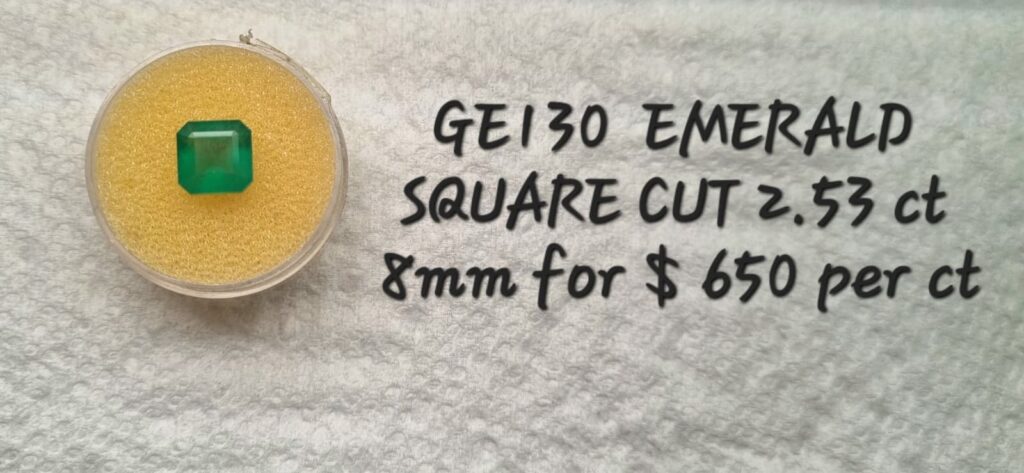 GE130 EMERALD
SQUARE CUT 2.53 ct
8mm for $ 650 per ct